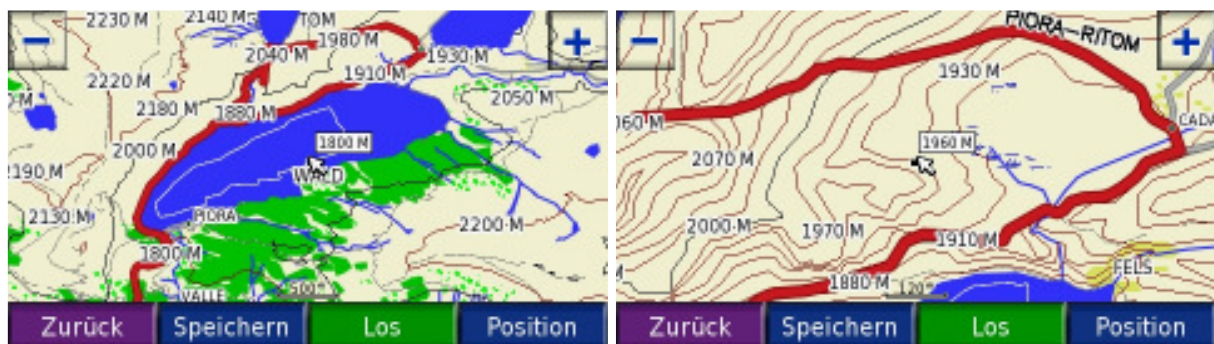 2230 M
2140 M
TOM
1980 M
2040 M
1930 M
2220 M
1910 M
2180 M
1880 M
2050 M
2000 M
1800 M
2190 M
WALD
2130 M
PIORA
2200 M
1800 M
VALLE
500 m
Zurück Speichern Los Position
PIORA-RITOM
1930 M
060 M
CADA
1960 M
2070 M
2000 M
1970 M
1910 M
FELS
1880 M
120 m
Zurück Speichern Los Position